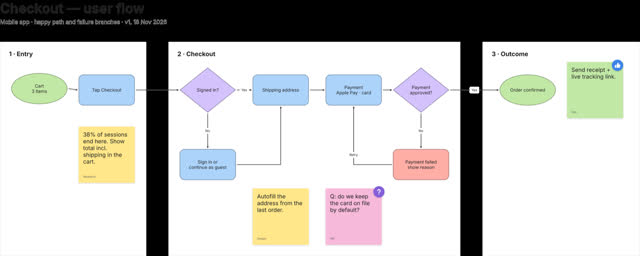 Checkout — user flow
Mobile app · happy path and failure branches · v1, 18 Nov 2026
1 · Entry
Cart
3 items
Tap Checkout
38% of sessions
end here. Show
total incl.
shipping in the
cart.
Research
2 · Checkout
Signed in?
Yes
Shipping address
Payment
Apple Pay · card
Payment
approved?
Yes
No
No
Sign in or
continue as guest
Retry
Payment failed
show reason
Autofill the
address from the
last order.
Q: do we keep
the card on file
by default?
?
3 · Outcome
Order confirmed
Send receipt +
live tracking link.